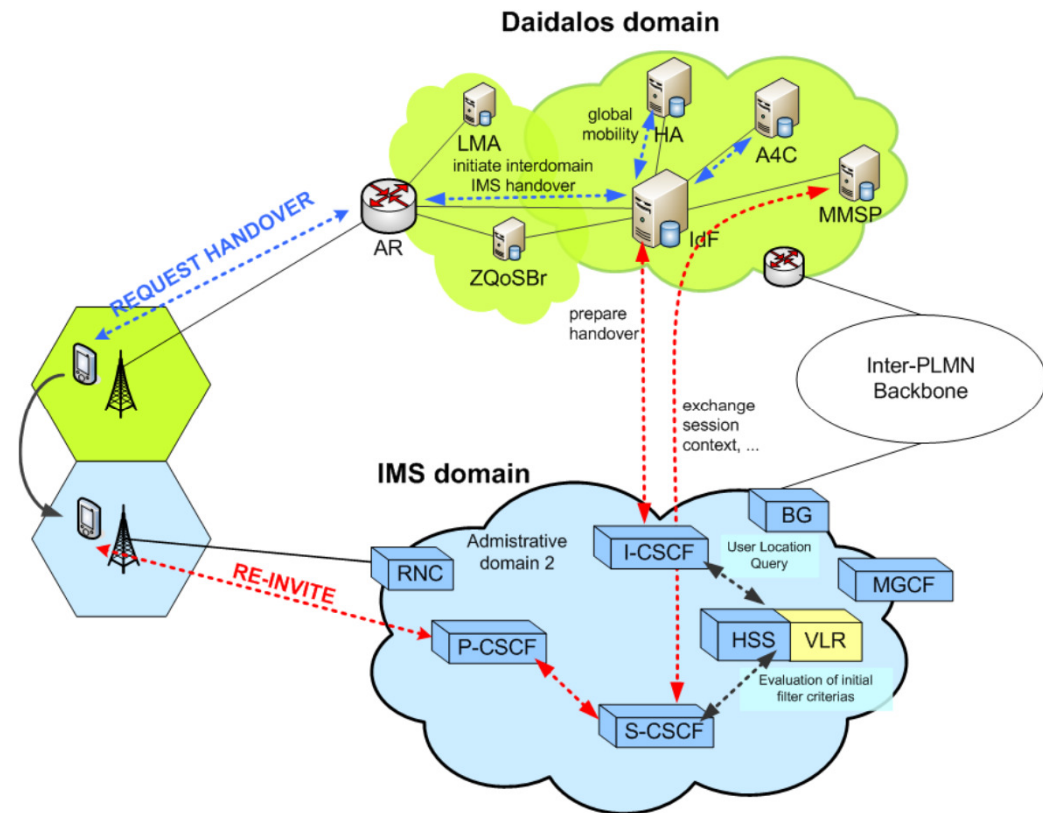 Daidalos domain
global
mobility
HA
LMA
A4C
initiate interdomain
IMS handover
MMSP
REQUEST HANDOVER
AR
IdF
ZQoSBr
prepare
handover
Inter-PLMN
Backbone
exchange
session
context, ...
IMS domain
BG
Admistrative
domain 2
I-CSCF
User Location
Query
RNC
MGCF
RE-INVITE
P-CSCF
HSS
VLR
Evaluation of initial
filter criterias
S-CSCF